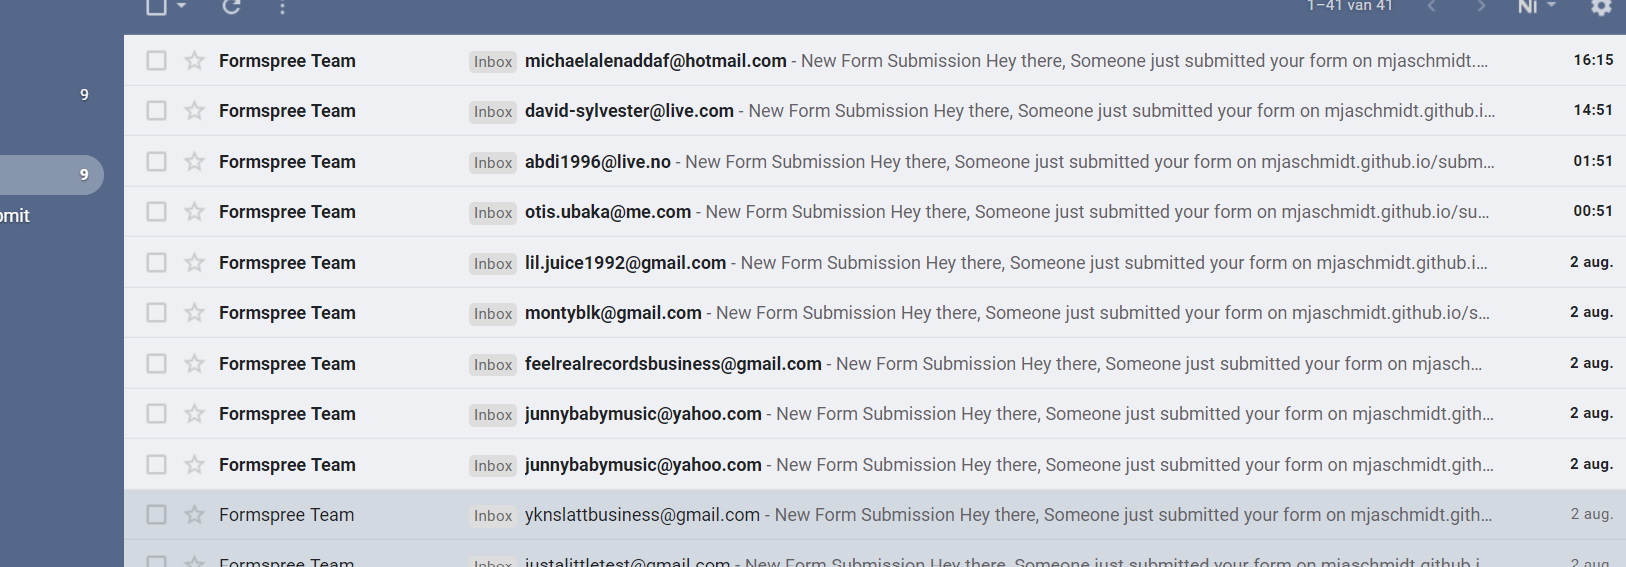 1–41 van 41
9
9
Formspree Team Inbox michaelalenaddaf@hotmail.com - New Form Submission Hey there, Someone just submitted your form on mjaschmidt.... 16:15
Formspree Team Inbox david-sylvester@live.com - New Form Submission Hey there, Someone just submitted your form on mjaschmidt.github.i... 14:51
Formspree Team Inbox abdi1996@live.no - New Form Submission Hey there, Someone just submitted your form on mjaschmidt.github.io/subm... 01:51
Formspree Team Inbox otis.ubaka@me.com - New Form Submission Hey there, Someone just submitted your form on mjaschmidt.github.io/su... 00:51
Formspree Team Inbox lil.juice1992@gmail.com - New Form Submission Hey there, Someone just submitted your form on mjaschmidt.github.i... 2 aug.
Formspree Team Inbox montyblk@gmail.com - New Form Submission Hey there, Someone just submitted your form on mjaschmidt.github.io/s... 2 aug.
Formspree Team Inbox feelrealrecordsbusiness@gmail.com - New Form Submission Hey there, Someone just submitted your form on mjasch... 2 aug.
Formspree Team Inbox junnybabymusic@yahoo.com - New Form Submission Hey there, Someone just submitted your form on mjaschmidt.gith... 2 aug.
Formspree Team Inbox junnybabymusic@yahoo.com - New Form Submission Hey there, Someone just submitted your form on mjaschmidt.gith... 2 aug.
Formspree Team Inbox yknslattbusiness@gmail.com - New Form Submission Hey there, Someone just submitted your form on mjaschmidt.gith... 2 aug.
Formspree Team Inbox justalittletest@gmail.com - New Form Submission Hey there, Someone just submitted your form on mjaschmidt.github.i... 2 aug.